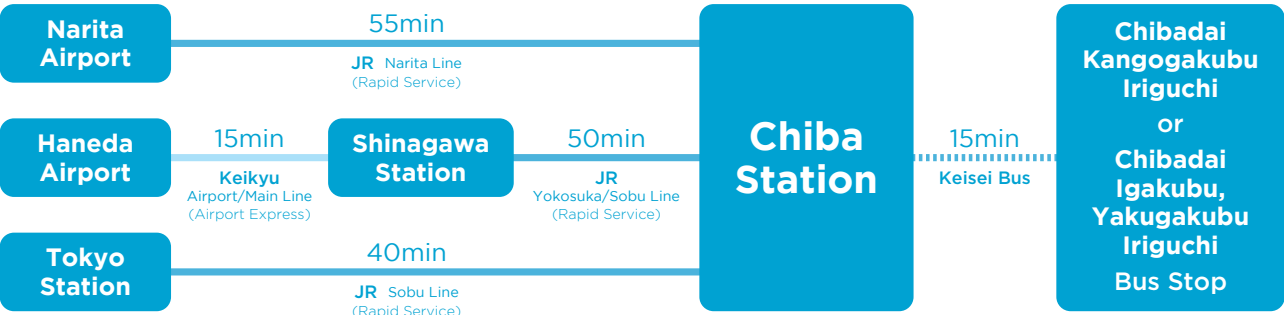 Narita
Airport
55min
JR Narita Line
(Rapid Service)
Haneda
Airport
15min
Keikyu
Airport/Main Line
(Airport Express)
Shinagawa
Station
50min
JR
Yokosuka/Sobu Line
(Rapid Service)
Tokyo
Station
40min
JR Sobu Line
(Rapid Service)
Chiba
Station
15min
Keisei Bus
Chibadai
Kangogakubu
Iriguchi
or
Chibadai
Igakubu,
Yakugakubu
Iriguchi
Bus Stop